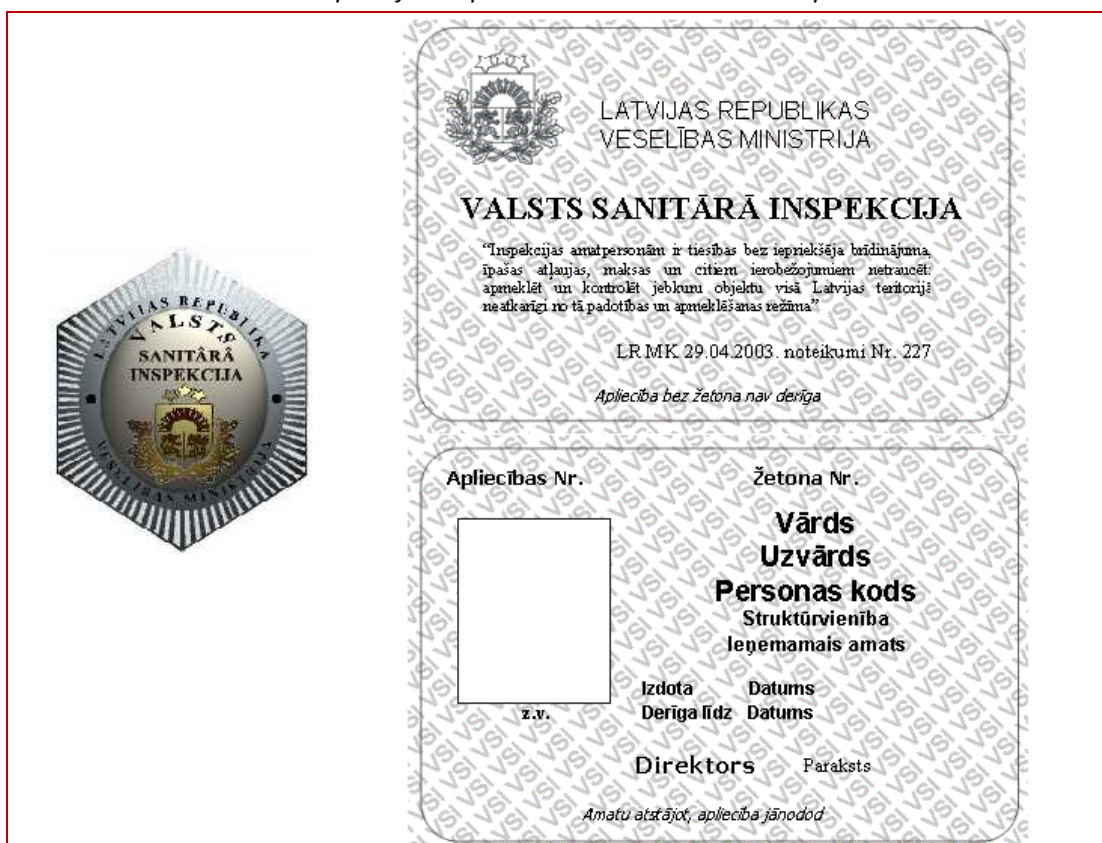 LATVIJAS REPUBLIKA
VALSTS
SANITĀRĀ
INSPEKCIJA
VESELĪBAS MINISTRIJA
LATVIJAS REPUBLIKAS
VESELĪBAS MINISTRIJA
VALSTS SANITĀRĀ INSPEKCIJA
“Inspekcijas amatpersonām ir tiesības bez iepriekšēja brīdinājuma,
īpašas atļaujas, maksas un citiem ierobežojumiem netraucēt:
apmeklēt un kontrolēt jebkuru objektu visā Latvijas teritorijā
neatkarīgi no tā padotības un apmeklēšanas režīma”
LR MK 29.04.2003. noteikumi Nr. 227
Apliecība bez žetona nav derīga
Apliecības Nr. Žetona Nr.
Vārds
Uzvārds
Personas kods
Struktūrvienība
Ieņemamais amats
Izdota Datums
z.v. Derīga līdz Datums
Direktors Paraksts
Amatu atstājot, apliecība jānodod